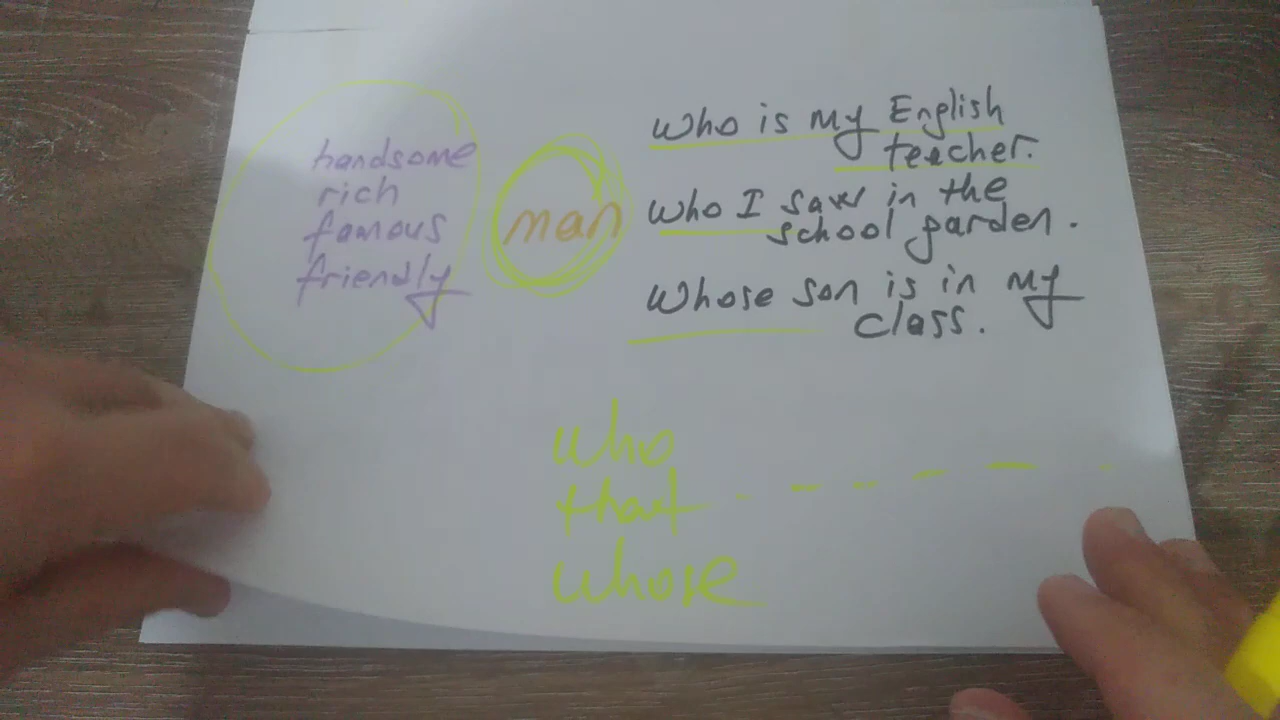 handsome
rich
famous
friendly
man
who is my English
teacher.
who I saw in the
school garden.
whose son is in my
class.
who
that
whose